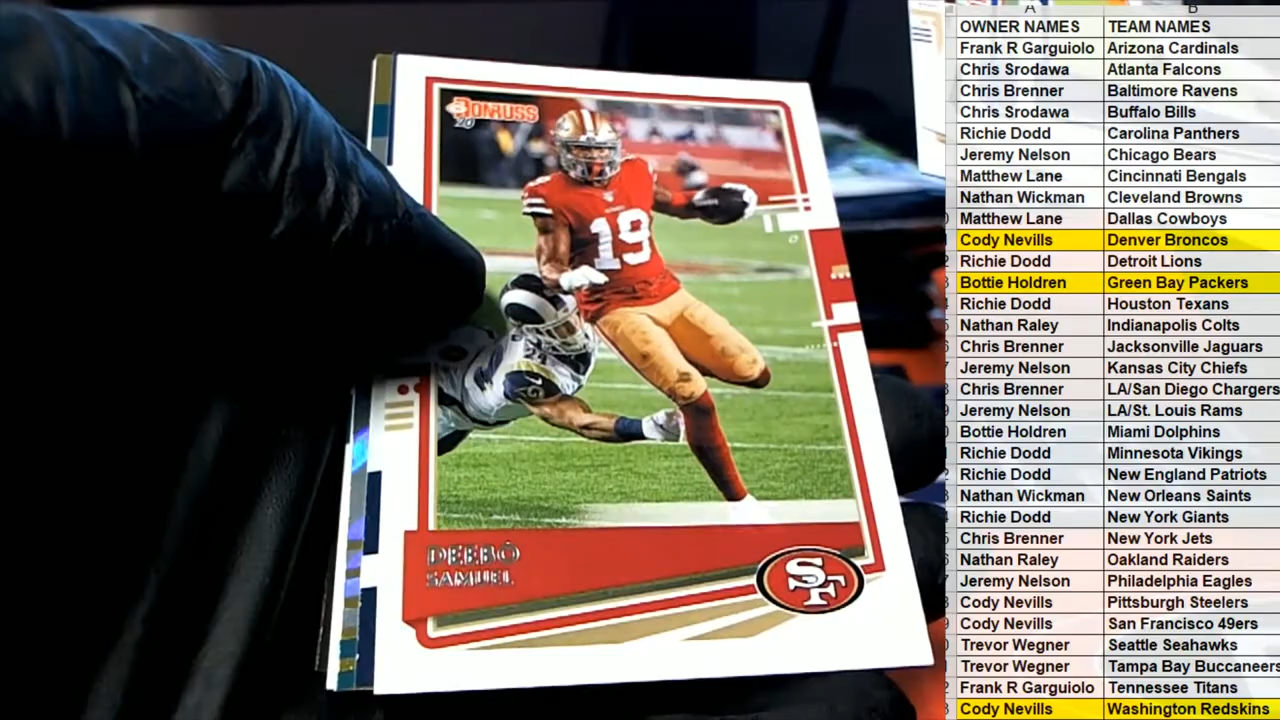 DONRUSS
20
19
DEEBO
SAMUEL
SF
A B
OWNER NAMES TEAM NAMES
Frank R Garguiolo Arizona Cardinals
Chris Srodawa Atlanta Falcons
Chris Brenner Baltimore Ravens
Chris Srodawa Buffalo Bills
Richie Dodd Carolina Panthers
Jeremy Nelson Chicago Bears
Matthew Lane Cincinnati Bengals
Nathan Wickman Cleveland Browns
Matthew Lane Dallas Cowboys
Cody Nevills Denver Broncos
Richie Dodd Detroit Lions
Bottie Holdren Green Bay Packers
Richie Dodd Houston Texans
Nathan Raley Indianapolis Colts
Chris Brenner Jacksonville Jaguars
Jeremy Nelson Kansas City Chiefs
Chris Brenner LA/San Diego Chargers
Jeremy Nelson LA/St. Louis Rams
Bottie Holdren Miami Dolphins
Richie Dodd Minnesota Vikings
Richie Dodd New England Patriots
Nathan Wickman New Orleans Saints
Richie Dodd New York Giants
Chris Brenner New York Jets
Nathan Raley Oakland Raiders
Jeremy Nelson Philadelphia Eagles
Cody Nevills Pittsburgh Steelers
Cody Nevills San Francisco 49ers
Trevor Wegner Seattle Seahawks
Trevor Wegner Tampa Bay Buccaneers
Frank R Garguiolo Tennessee Titans
Cody Nevills Washington Redskins